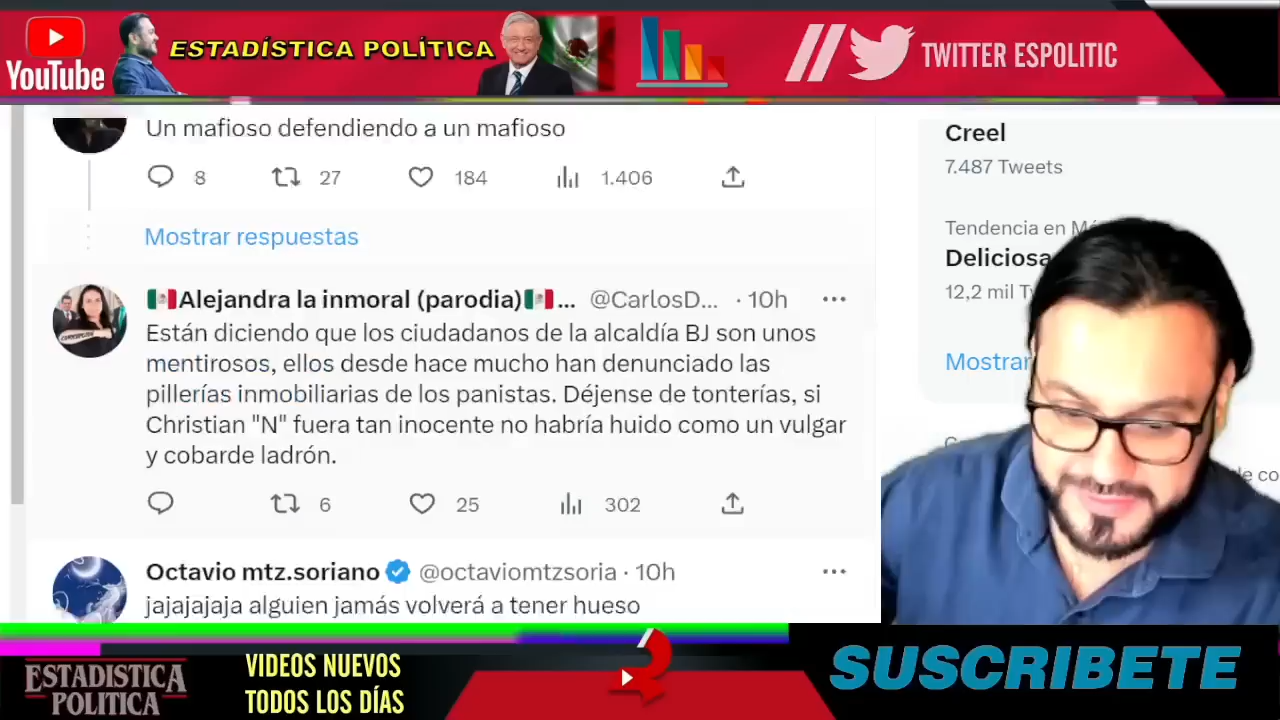 YouTube
ESTADÍSTICA POLÍTICA
TWITTER ESPOLITIC
Un mafioso defendiendo a un mafioso
8 27 184 1.406
Mostrar respuestas
🇲🇽Alejandra la inmoral (parodia)🇲🇽... @CarlosD... · 10h
Están diciendo que los ciudadanos de la alcaldía BJ son unos
mentirosos, ellos desde hace mucho han denunciado las
pillerías inmobiliarias de los panistas. Déjense de tonterías, si
Christian "N" fuera tan inocente no habría huido como un vulgar
y cobarde ladrón.
6 25 302
Octavio mtz.soriano @octaviomtzsoria · 10h
jajajajaja alguien jamás volverá a tener hueso
Creel
7.487 Tweets
Tendencia en
Deliciosa
12,2 mil
Mostrar
de co
ESTADISTICA
POLÍTICA
VIDEOS NUEVOS
TODOS LOS DÍAS
SUSCRIBETE